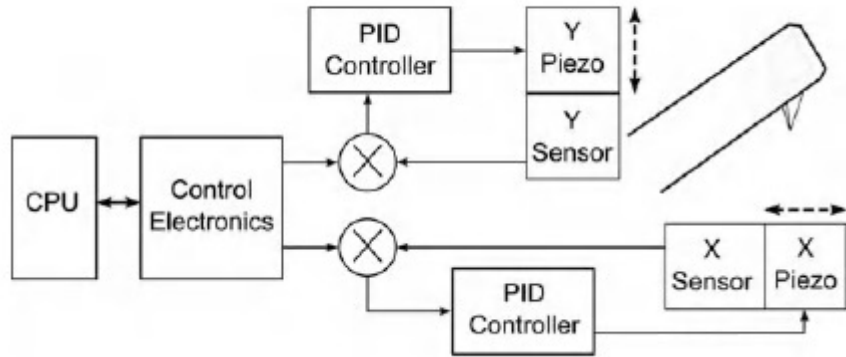 PID
Controller
Y
Piezo
Y
Sensor
CPU
Control
Electronics
X
Sensor
X
Piezo
PID
Controller